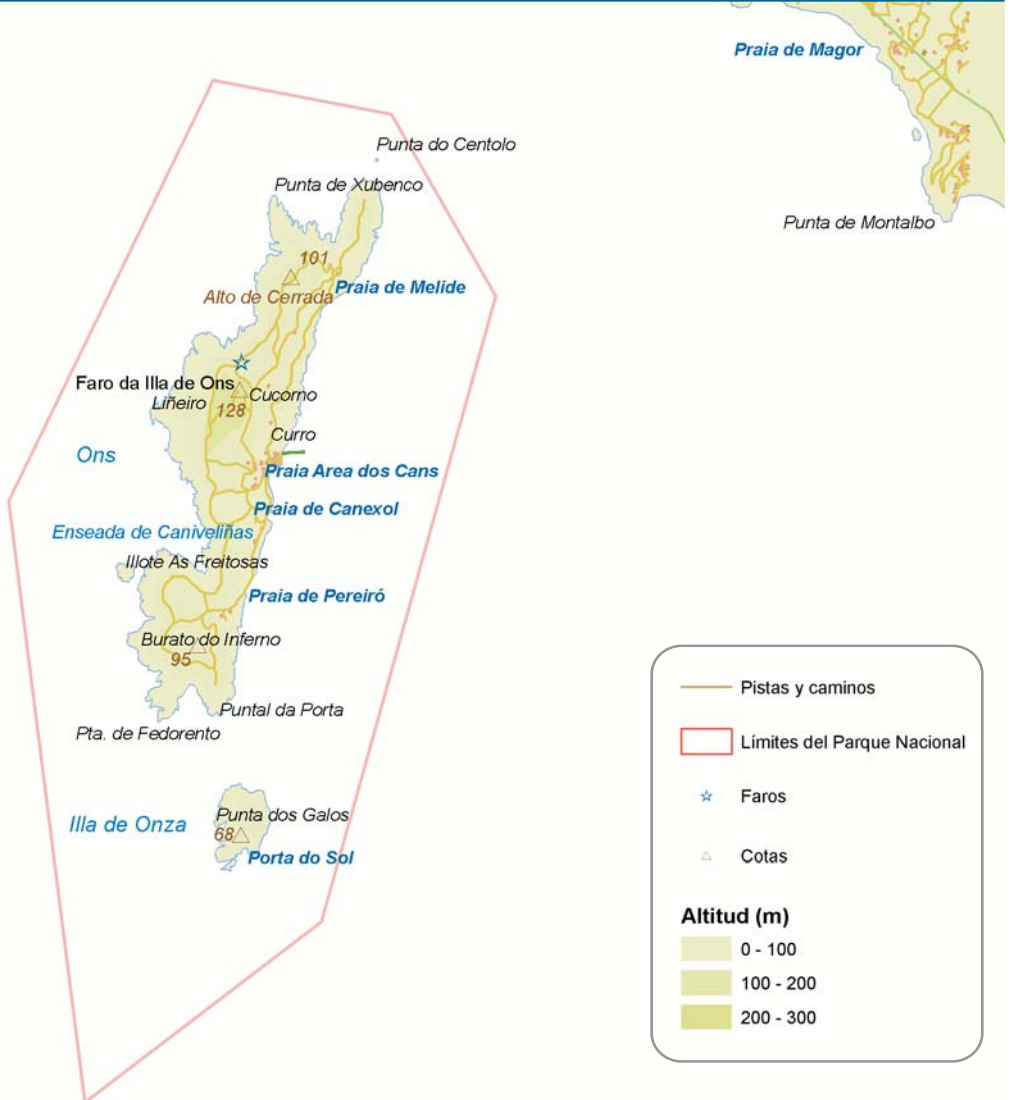 Praia de Magor
Punta do Centolo
Punta de Xubenco
Punta de Montalbo
101
Praia de Melide
Alto de Cerrada
Faro da Illa de Ons
Cucorno
Liñeiro
128
Curro
Ons
Praia Area dos Cans
Praia de Canexol
Enseada de Caniveliñas
Illote As Freitosas
Praia de Pereiró
Burato do Inferno
95
Puntal da Porta
Pta. de Fedorento
Punta dos Galos
Illa de Onza
68
Porta do Sol
Pistas y caminos
Límites del Parque Nacional
Faros
Cotas
Altitud (m)
0 - 100
100 - 200
200 - 300